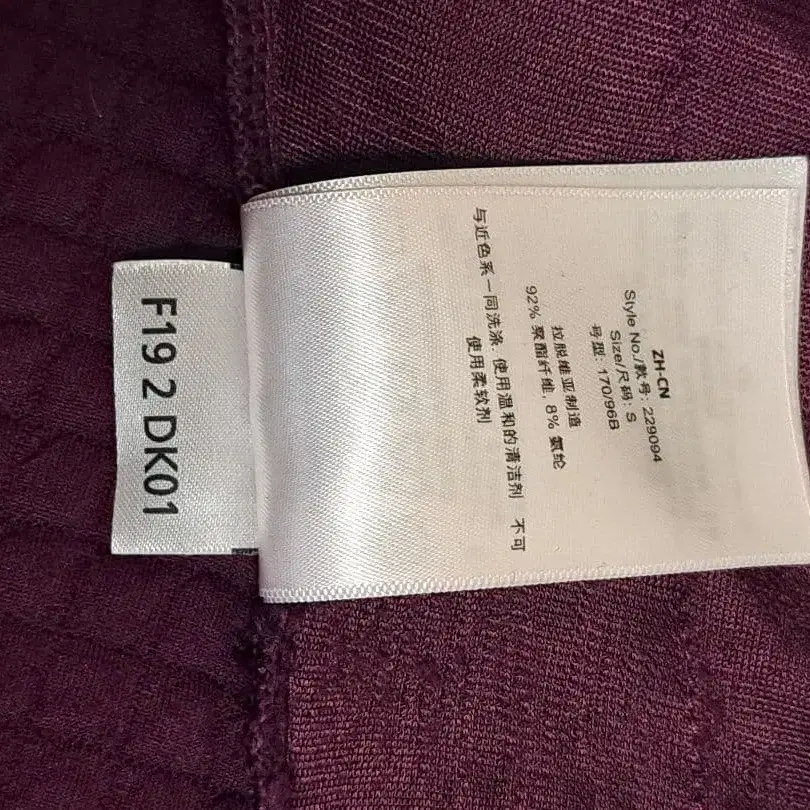 F19 2 DK01
ZH-CN
Style No./款号: 229094
Size/尺码: S
号型: 170/96B
拉脱维亚制造
92% 聚酯纤维, 8% 氨纶
与近色系一同洗涤, 使用温和的清洁剂 不可
使用柔软剂